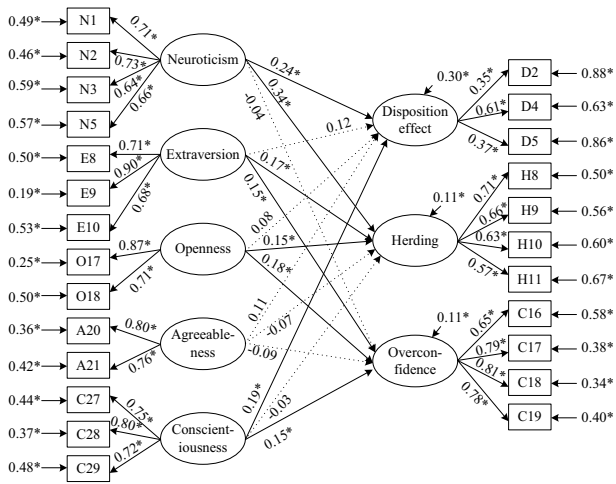 0.49* N1 0.71*
0.46* N2 0.73*
0.59* N3 0.64*
0.57* N5 0.66*
Neuroticism
0.50* E8 0.71*
0.19* E9 0.90*
0.53* E10 0.68*
Extraversion
0.25* O17 0.87*
0.50* O18 0.71*
Openness
0.36* A20 0.80*
0.42* A21 0.76*
Agreeable-
ness
0.44* C27 0.75*
0.37* C28 0.80*
0.48* C29 0.72*
Conscient-
iousness
0.24*
0.34*
-0.04
0.12
0.17*
0.15*
0.08
0.15*
0.18*
0.11
-0.07
-0.09
0.19*
-0.03
0.15*
0.30*
Disposition
effect
0.35* D2 0.88*
0.61* D4 0.63*
0.37* D5 0.86*
0.11*
Herding
0.71* H8 0.50*
0.66* H9 0.56*
0.63* H10 0.60*
0.57* H11 0.67*
0.11*
Overcon-
fidence
0.65* C16 0.58*
0.79* C17 0.38*
0.81* C18 0.34*
0.78* C19 0.40*